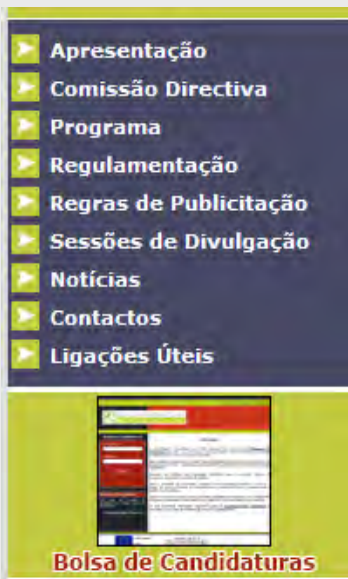 Apresentação
Comissão Directiva
Programa
Regulamentação
Regras de Publicitação
Sessões de Divulgação
Notícias
Contactos
Ligações Úteis
Bolsa de Candidaturas